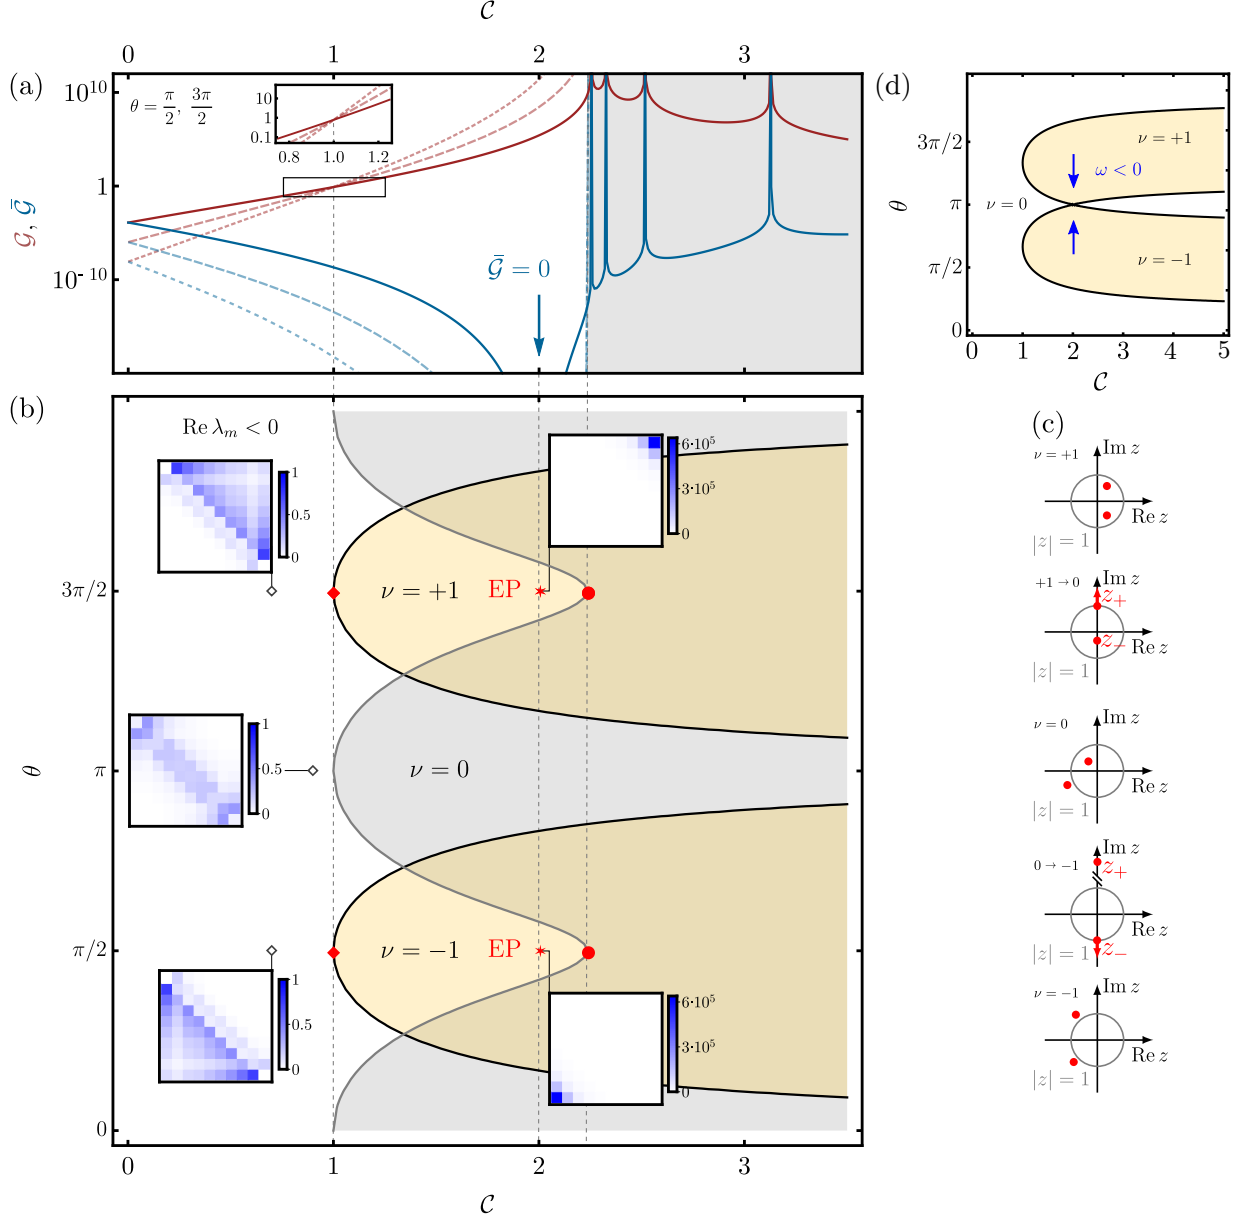 𝒞
0 1 2 3
(a)
10^10
1
10^-10
𝒢, 𝒢̄
θ = π/2, 3π/2
10
1
0.1
0.8 1.0 1.2
𝒢̄ = 0
(d)
3π/2
π
π/2
0
θ
ν = +1
ω < 0
ν = 0
ν = −1
0 1 2 3 4 5
𝒞
(b)
Re λ_m < 0
1
0.5
0
6·10^5
3·10^5
0
3π/2
ν = +1
EP
1
0.5
0
θ
π
ν = 0
π/2
ν = −1
EP
1
0.5
0
6·10^5
3·10^5
0
0
0 1 2 3
𝒞
(c)
ν = +1
Im z
Re z
|z| = 1
+1 → 0
Im z
z₊
z₋
Re z
|z| = 1
ν = 0
Im z
Re z
|z| = 1
0 → −1
Im z
z₊
Re z
|z| = 1
z₋
ν = −1
Im z
Re z
|z| = 1